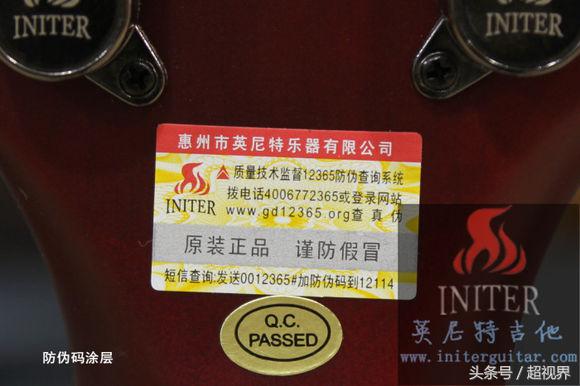 INITER
INITER
惠州市英尼特乐器有限公司
质量技术监督12365防伪查询系统
拨电话4006772365或登录网站
www.gd12365.org查真伪
INITER
原装正品 谨防假冒
短信查询:发送0012365#加防伪码到12114
Q.C.
PASSED
防伪码涂层
INITER
英尼特吉他
www.initerguitar.com
头条号/超视界